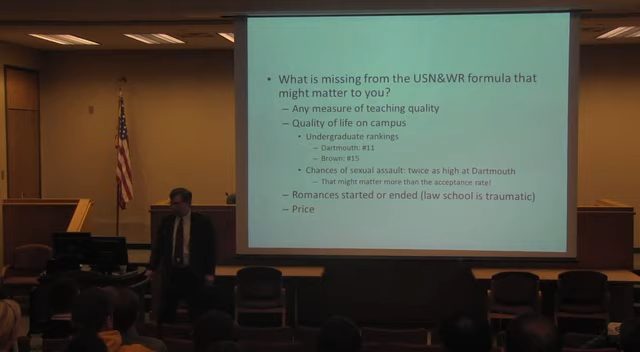 • What is missing from the USN&WR formula that
might matter to you?
– Any measure of teaching quality
– Quality of life on campus
• Undergraduate rankings
– Dartmouth: #11
– Brown: #15
• Chances of sexual assault: twice as high at Dartmouth
– That might matter more than the acceptance rate!
– Romances started or ended (law school is traumatic)
– Price